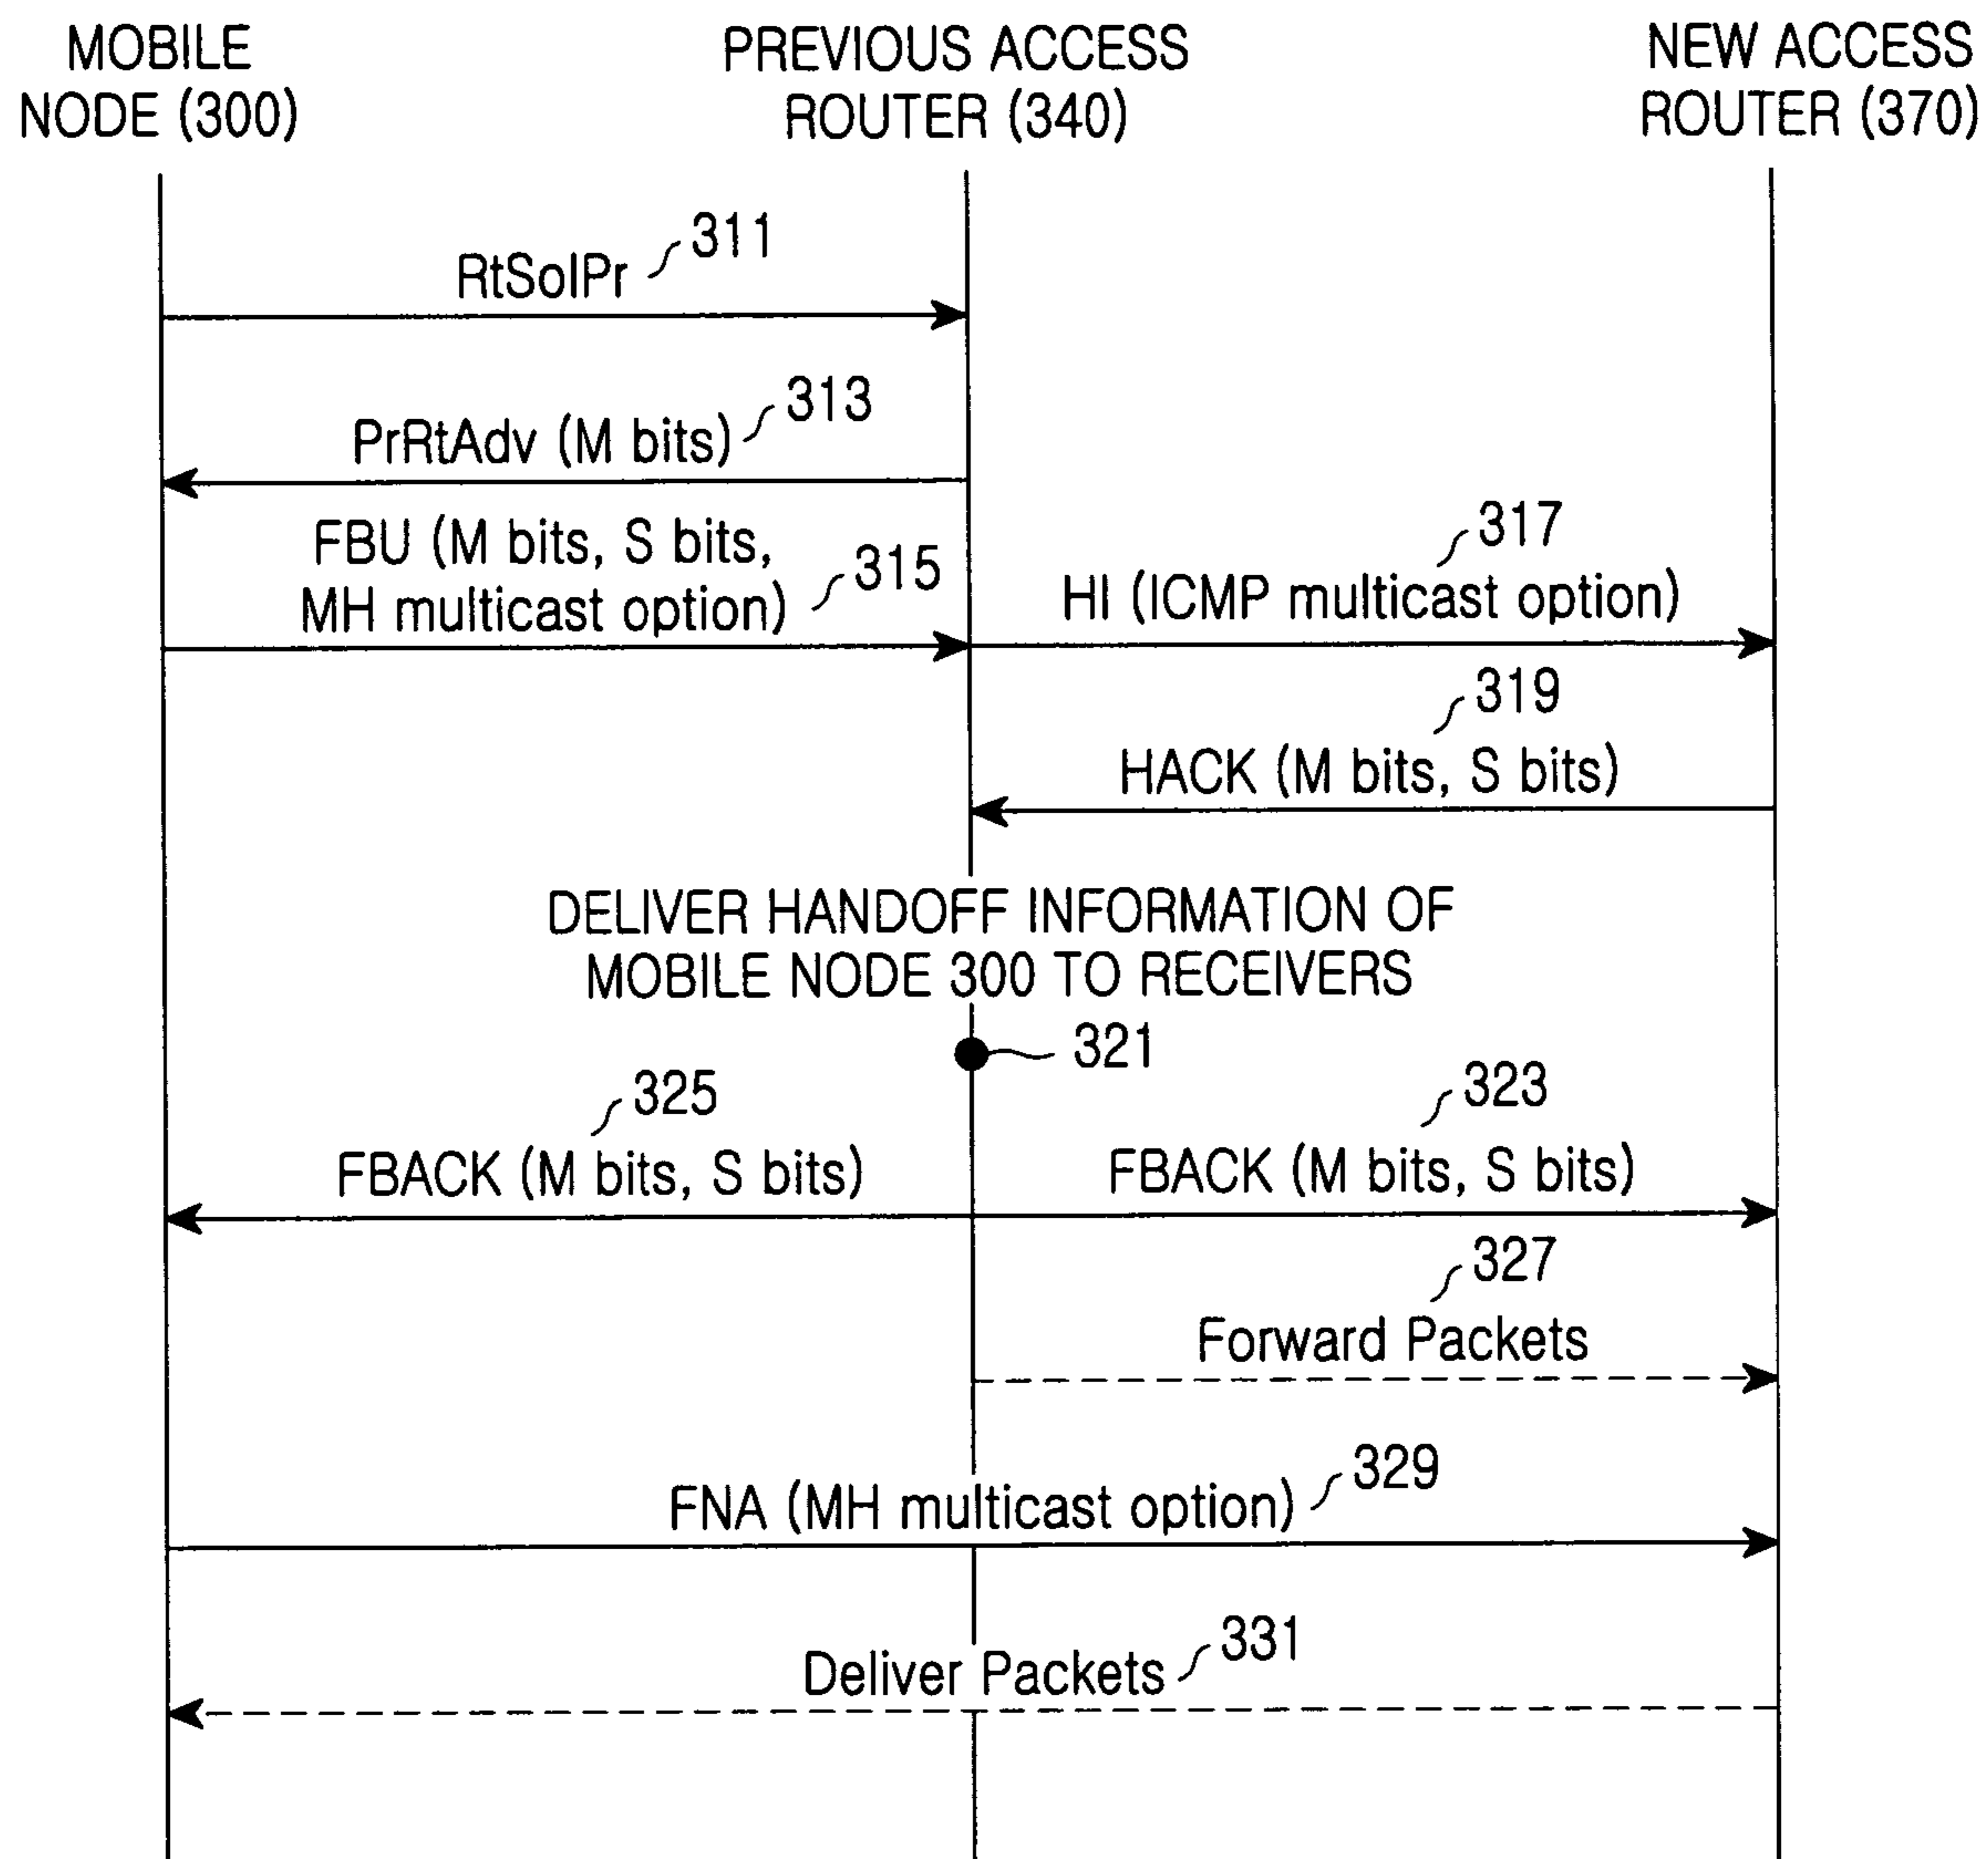 MOBILE
NODE (300)
PREVIOUS ACCESS
ROUTER (340)
NEW ACCESS
ROUTER (370)
311
RtSolPr
313
PrRtAdv (M bits)
FBU (M bits, S bits,
MH multicast option)
315
317
HI (ICMP multicast option)
319
HACK (M bits, S bits)
DELIVER HANDOFF INFORMATION OF
MOBILE NODE 300 TO RECEIVERS
321
325
FBACK (M bits, S bits)
323
FBACK (M bits, S bits)
327
Forward Packets
329
FNA (MH multicast option)
331
Deliver Packets